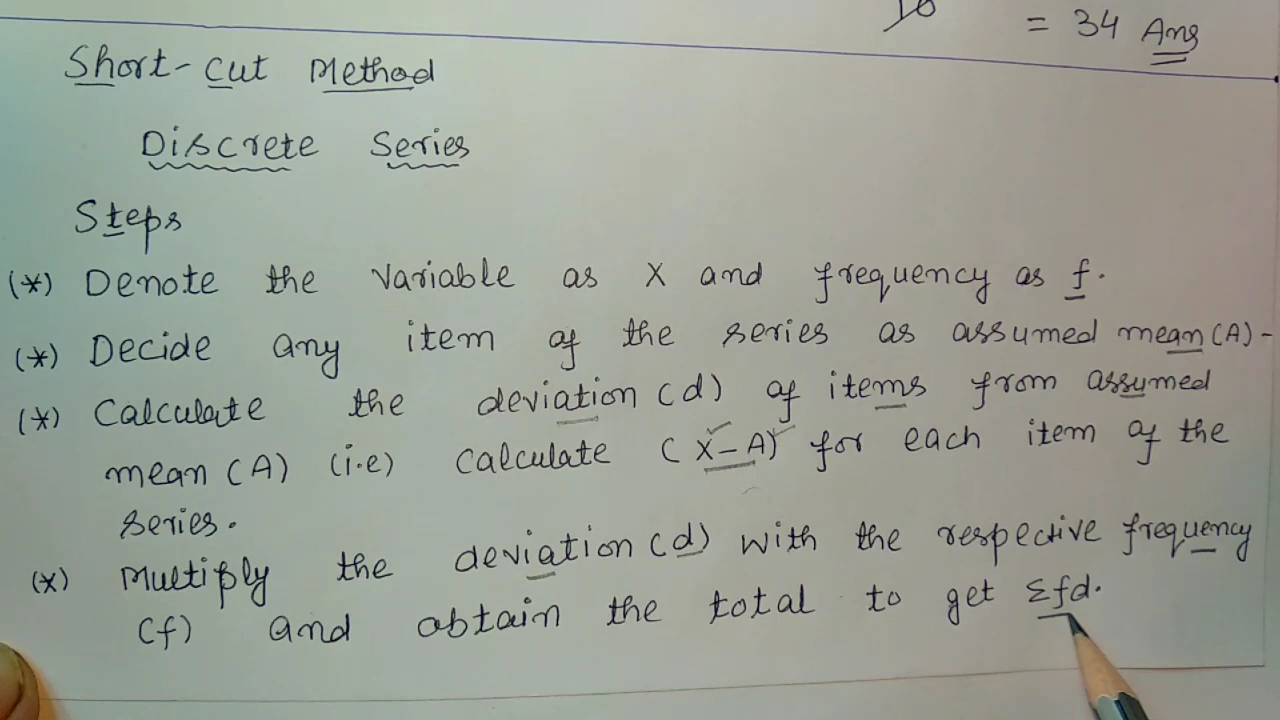 10
= 34 Ans
Short-cut Method
Discrete Series
Steps
(*) Denote the Variable as X and frequency as f.
(*) Decide any item of the series as assumed mean (A) -
(*) Calculate the deviation (d) of items from assumed
mean (A) (i.e) calculate (X-A) for each item of the
series.
(*) Multiply the deviation (d) with the respective frequency
(f) and obtain the total to get Σfd.